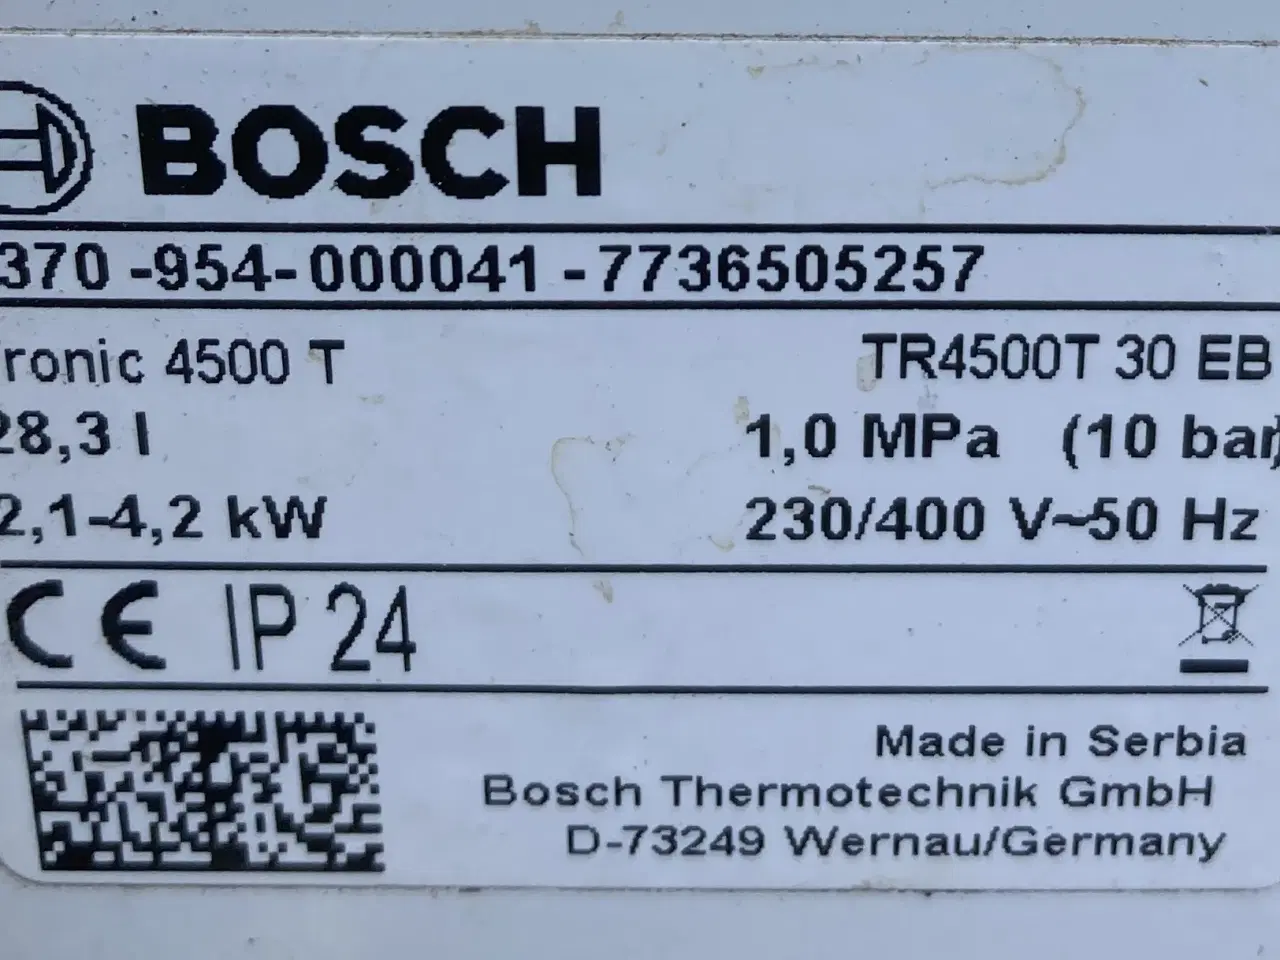 BOSCH
370 -954-000041 -7736505257
ronic 4500 T TR4500T 30 EB
28,3 l 1,0 MPa (10 bar)
2,1-4,2 kW 230/400 V~50 Hz
CE IP 24
Made in Serbia
Bosch Thermotechnik GmbH
D-73249 Wernau/Germany